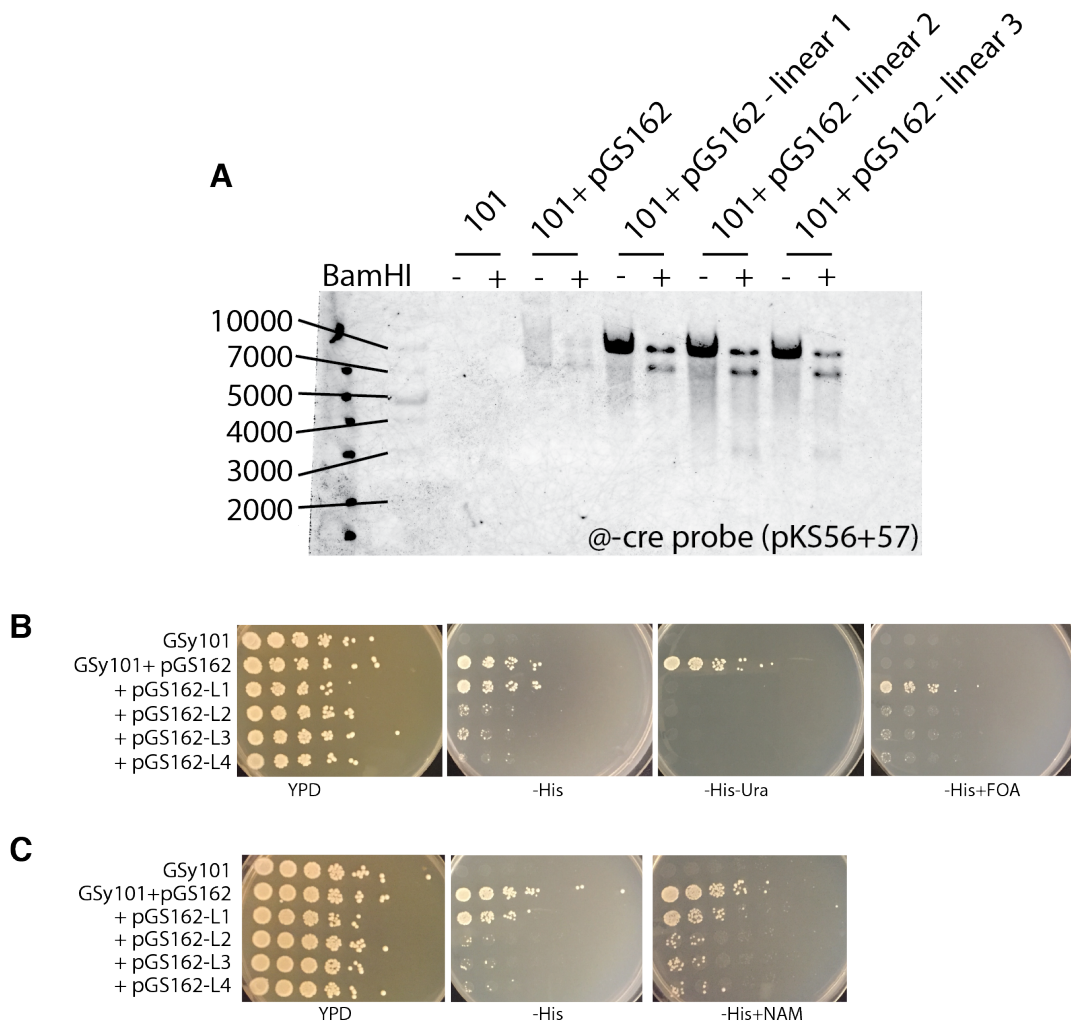 A
101
101+ pGS162
101+ pGS162 - linear 1
101+ pGS162 - linear 2
101+ pGS162 - linear 3
BamHI - + - + - + - + - +
10000
7000
5000
4000
3000
2000
@-cre probe (pKS56+57)
B
GSy101
GSy101+ pGS162
+ pGS162-L1
+ pGS162-L2
+ pGS162-L3
+ pGS162-L4
YPD -His -His-Ura -His+FOA
C
GSy101
GSy101+pGS162
+ pGS162-L1
+ pGS162-L2
+ pGS162-L3
+ pGS162-L4
YPD -His -His+NAM